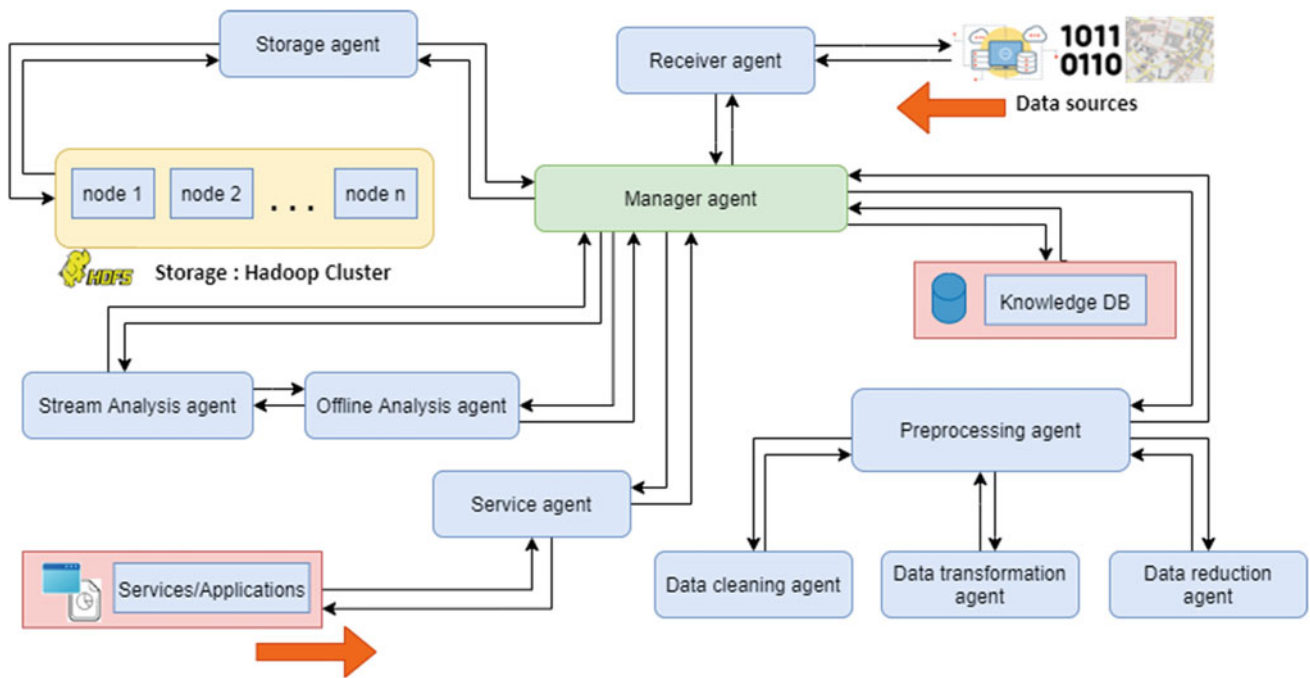 Storage agent
Receiver agent
1011
0110
Data sources
node 1
node 2
. . .
node n
Manager agent
HDFS
Storage : Hadoop Cluster
Knowledge DB
Stream Analysis agent
Offline Analysis agent
Preprocessing agent
Service agent
Services/Applications
Data cleaning agent
Data transformation
agent
Data reduction
agent